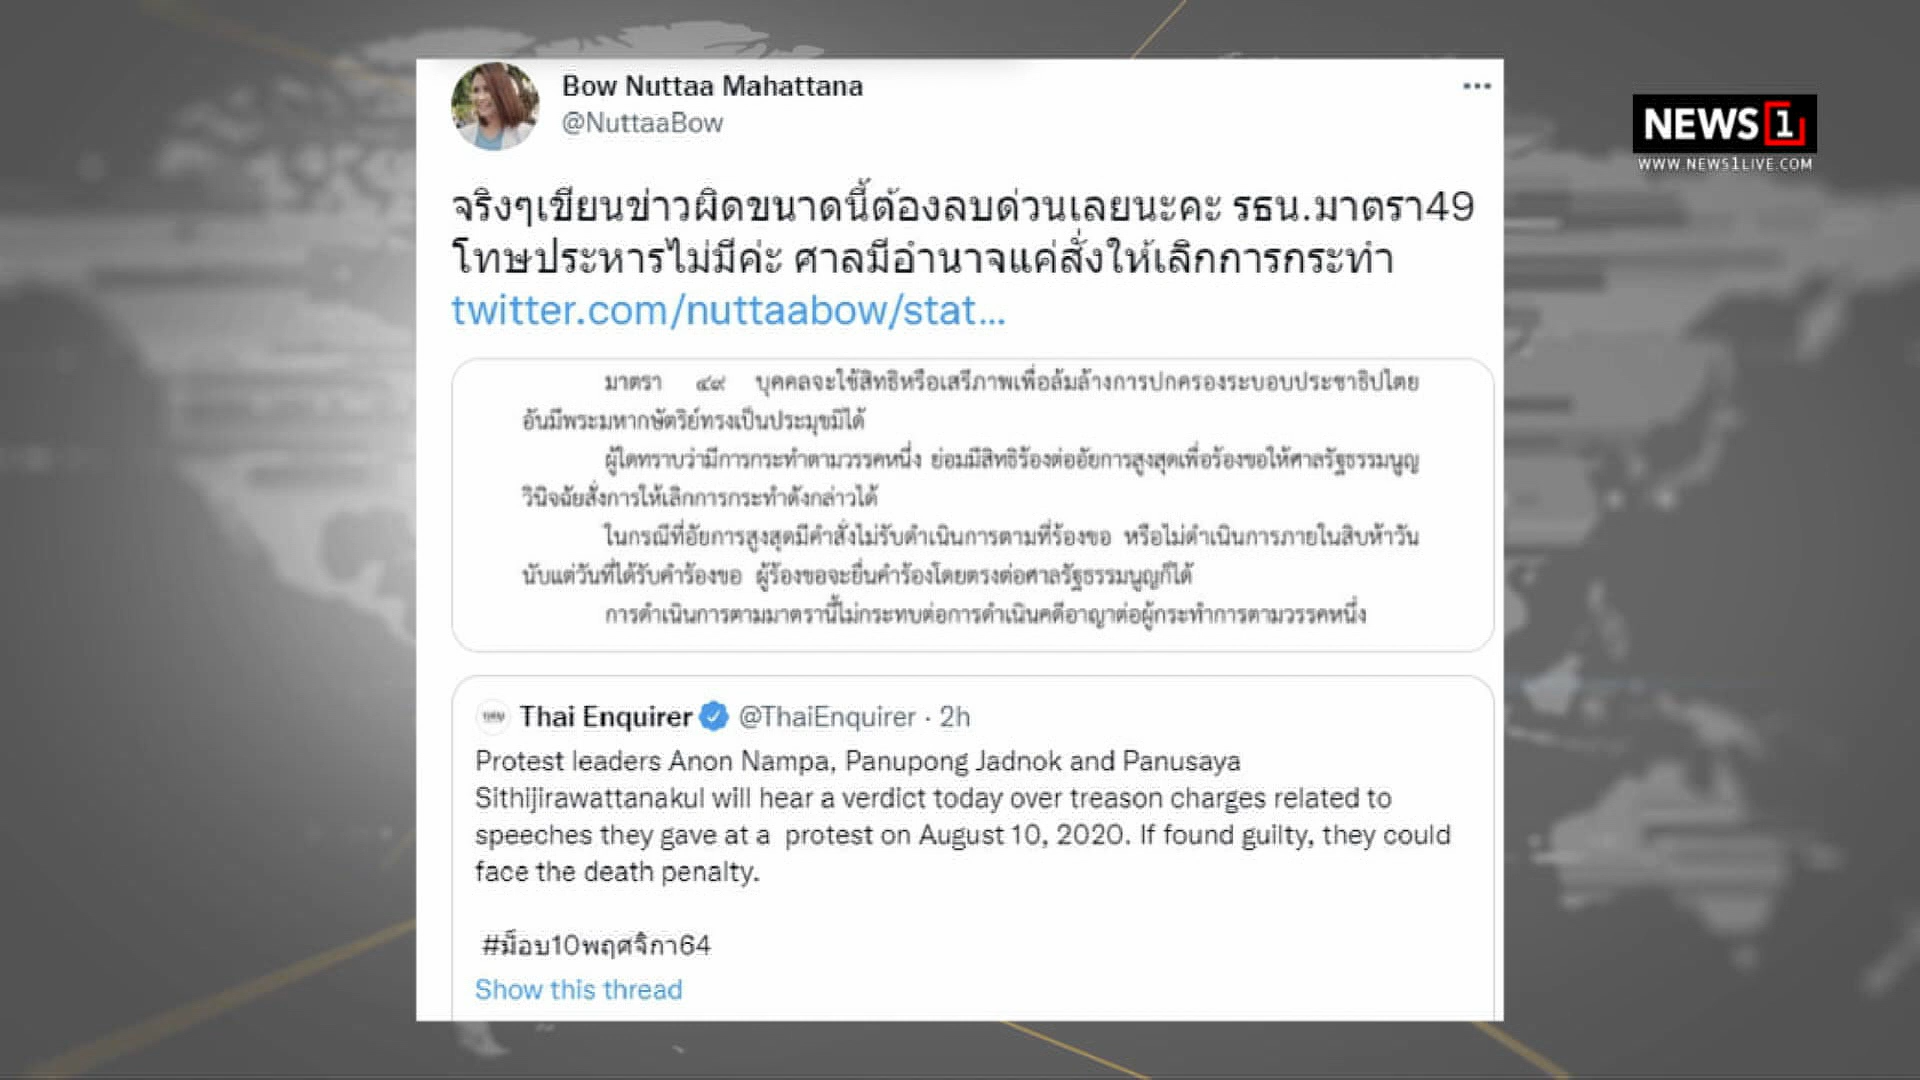 Bow Nuttaa Mahattana
@NuttaaBow
NEWS 1
WWW.NEWS1LIVE.COM
จริงๆเขียนข่าวผิดขนาดนี้ต้องลบด่วนเลยนะคะ รธน.มาตรา49
โทษประหารไม่มีค่ะ ศาลมีอำนาจแค่สั่งให้เลิกการกระทำ
twitter.com/nuttaabow/stat...
มาตรา ๔๙ บุคคลจะใช้สิทธิหรือเสรีภาพเพื่อล้มล้างการปกครองระบอบประชาธิปไตย
อันมีพระมหากษัตริย์ทรงเป็นประมุขมิได้
ผู้ใดทราบว่ามีการกระทำตามวรรคหนึ่ง ย่อมมีสิทธิร้องต่ออัยการสูงสุดเพื่อร้องขอให้ศาลรัฐธรรมนูญ
วินิจฉัยสั่งการให้เลิกการกระทำดังกล่าวได้
ในกรณีที่อัยการสูงสุดมีคำสั่งไม่รับดำเนินการตามที่ร้องขอ หรือไม่ดำเนินการภายในสิบห้าวัน
นับแต่วันที่ได้รับคำร้องขอ ผู้ร้องขอจะยื่นคำร้องโดยตรงต่อศาลรัฐธรรมนูญก็ได้
การดำเนินการตามมาตรานี้ไม่กระทบต่อการดำเนินคดีอาญาต่อผู้กระทำการตามวรรคหนึ่ง
Thai Enquirer @ThaiEnquirer · 2h
Protest leaders Anon Nampa, Panupong Jadnok and Panusaya
Sithijirawattanakul will hear a verdict today over treason charges related to
speeches they gave at a protest on August 10, 2020. If found guilty, they could
face the death penalty.
#ม็อบ10พฤศจิกา64
Show this thread